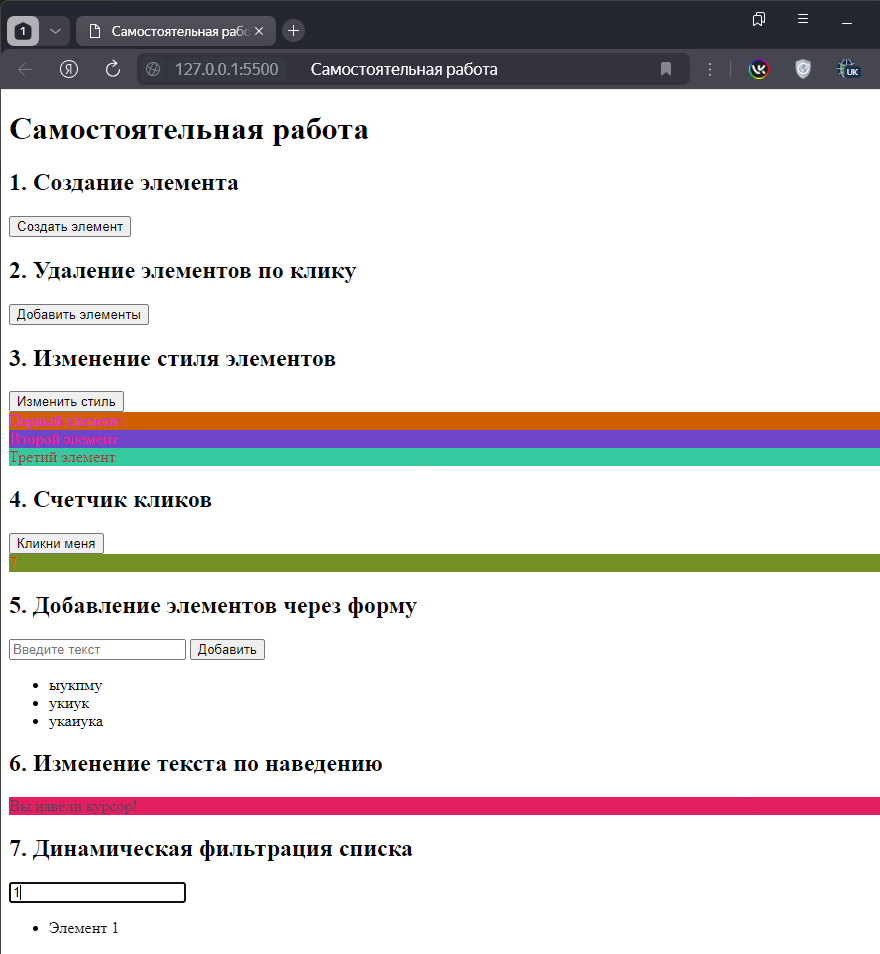 1
Самостоятельная рабо
Я
127.0.0.1:5500 Самостоятельная работа
UK
Самостоятельная работа
1. Создание элемента
Создать элемент
2. Удаление элементов по клику
Добавить элементы
3. Изменение стиля элементов
Изменить стиль
Первый элемент
Второй элемент
Третий элемент
4. Счетчик кликов
Кликни меня
7
5. Добавление элементов через форму
Введите текст Добавить
ыукпму
укиук
укаиука
6. Изменение текста по наведению
Вы навели курсор!
7. Динамическая фильтрация списка
1
Элемент 1